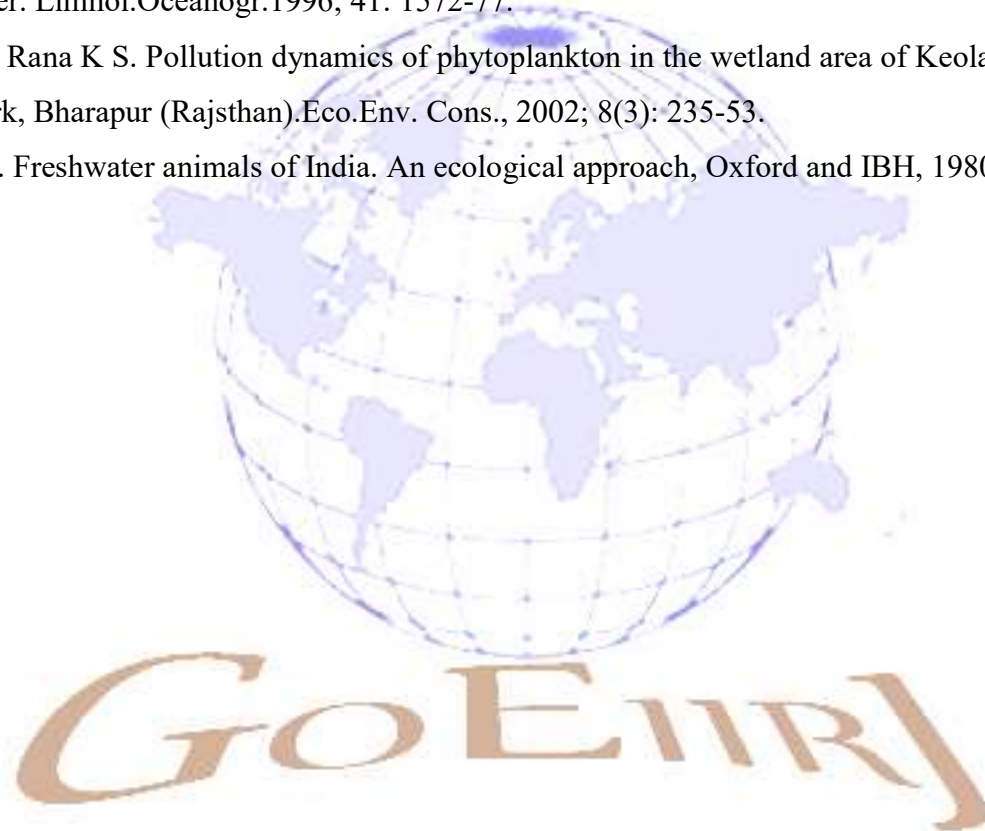 er. Limnol.Oceanogr.1996; 41: 1572-77.
Rana K S. Pollution dynamics of phytoplankton in the wetland area of Keola
rk, Bharapur (Rajsthan).Eco.Env. Cons., 2002; 8(3): 235-53.
. Freshwater animals of India. An ecological approach, Oxford and IBH, 1980
GOEIIRJ